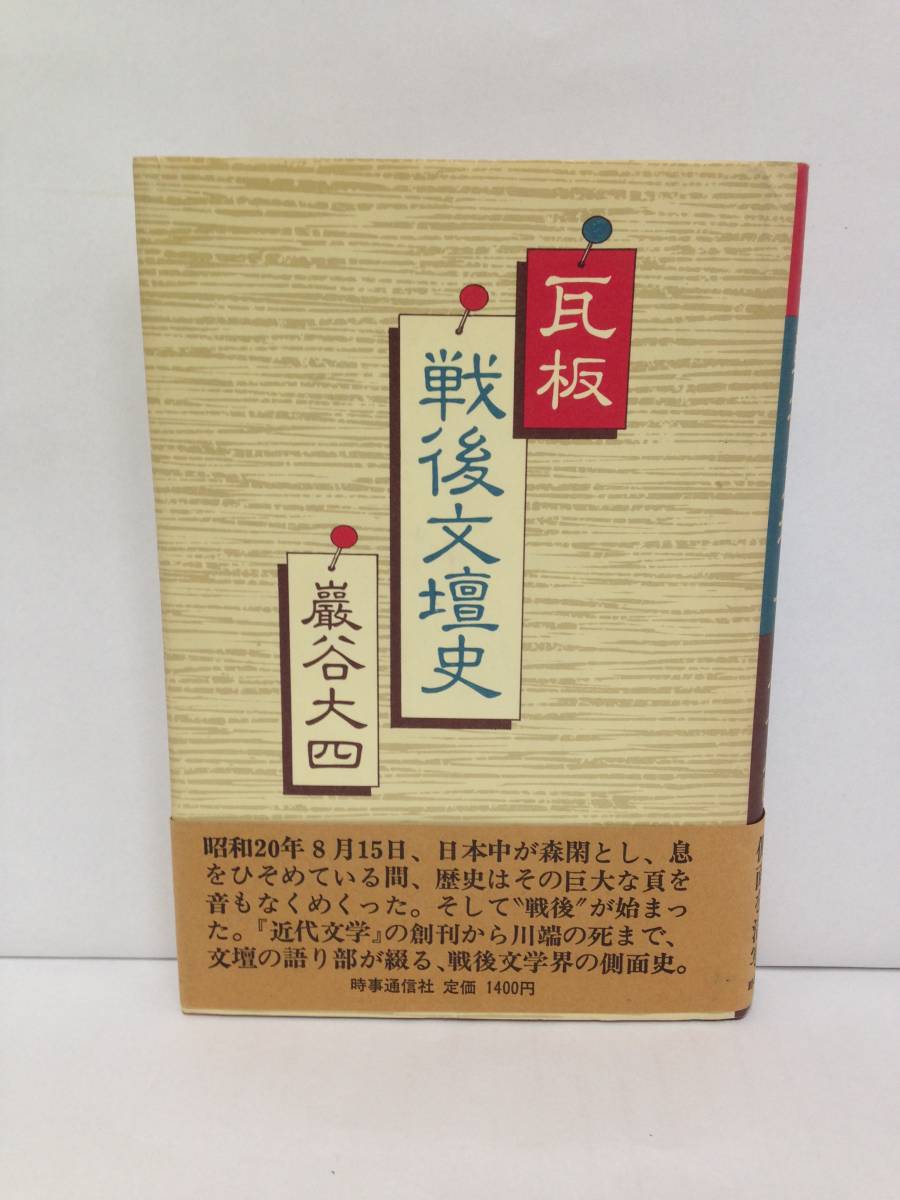 瓦板
戦後文壇史
巌谷大四
昭和20年8月15日、日本中が森閑とし、息
をひそめている間、歴史はその巨大な頁を
音もなくめくった。そして〝戦後〟が始まっ
た。『近代文学』の創刊から川端の死まで、
文壇の語り部が綴る、戦後文学界の側面史。
時事通信社 定価 1400円